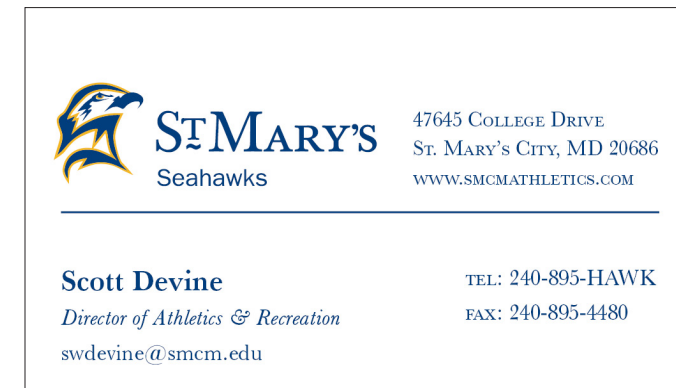 ST MARY'S
Seahawks
47645 COLLEGE DRIVE
ST. MARY'S CITY, MD 20686
WWW.SMCMATHLETICS.COM
Scott Devine
Director of Athletics & Recreation
swdevine@smcm.edu
TEL: 240-895-HAWK
FAX: 240-895-4480